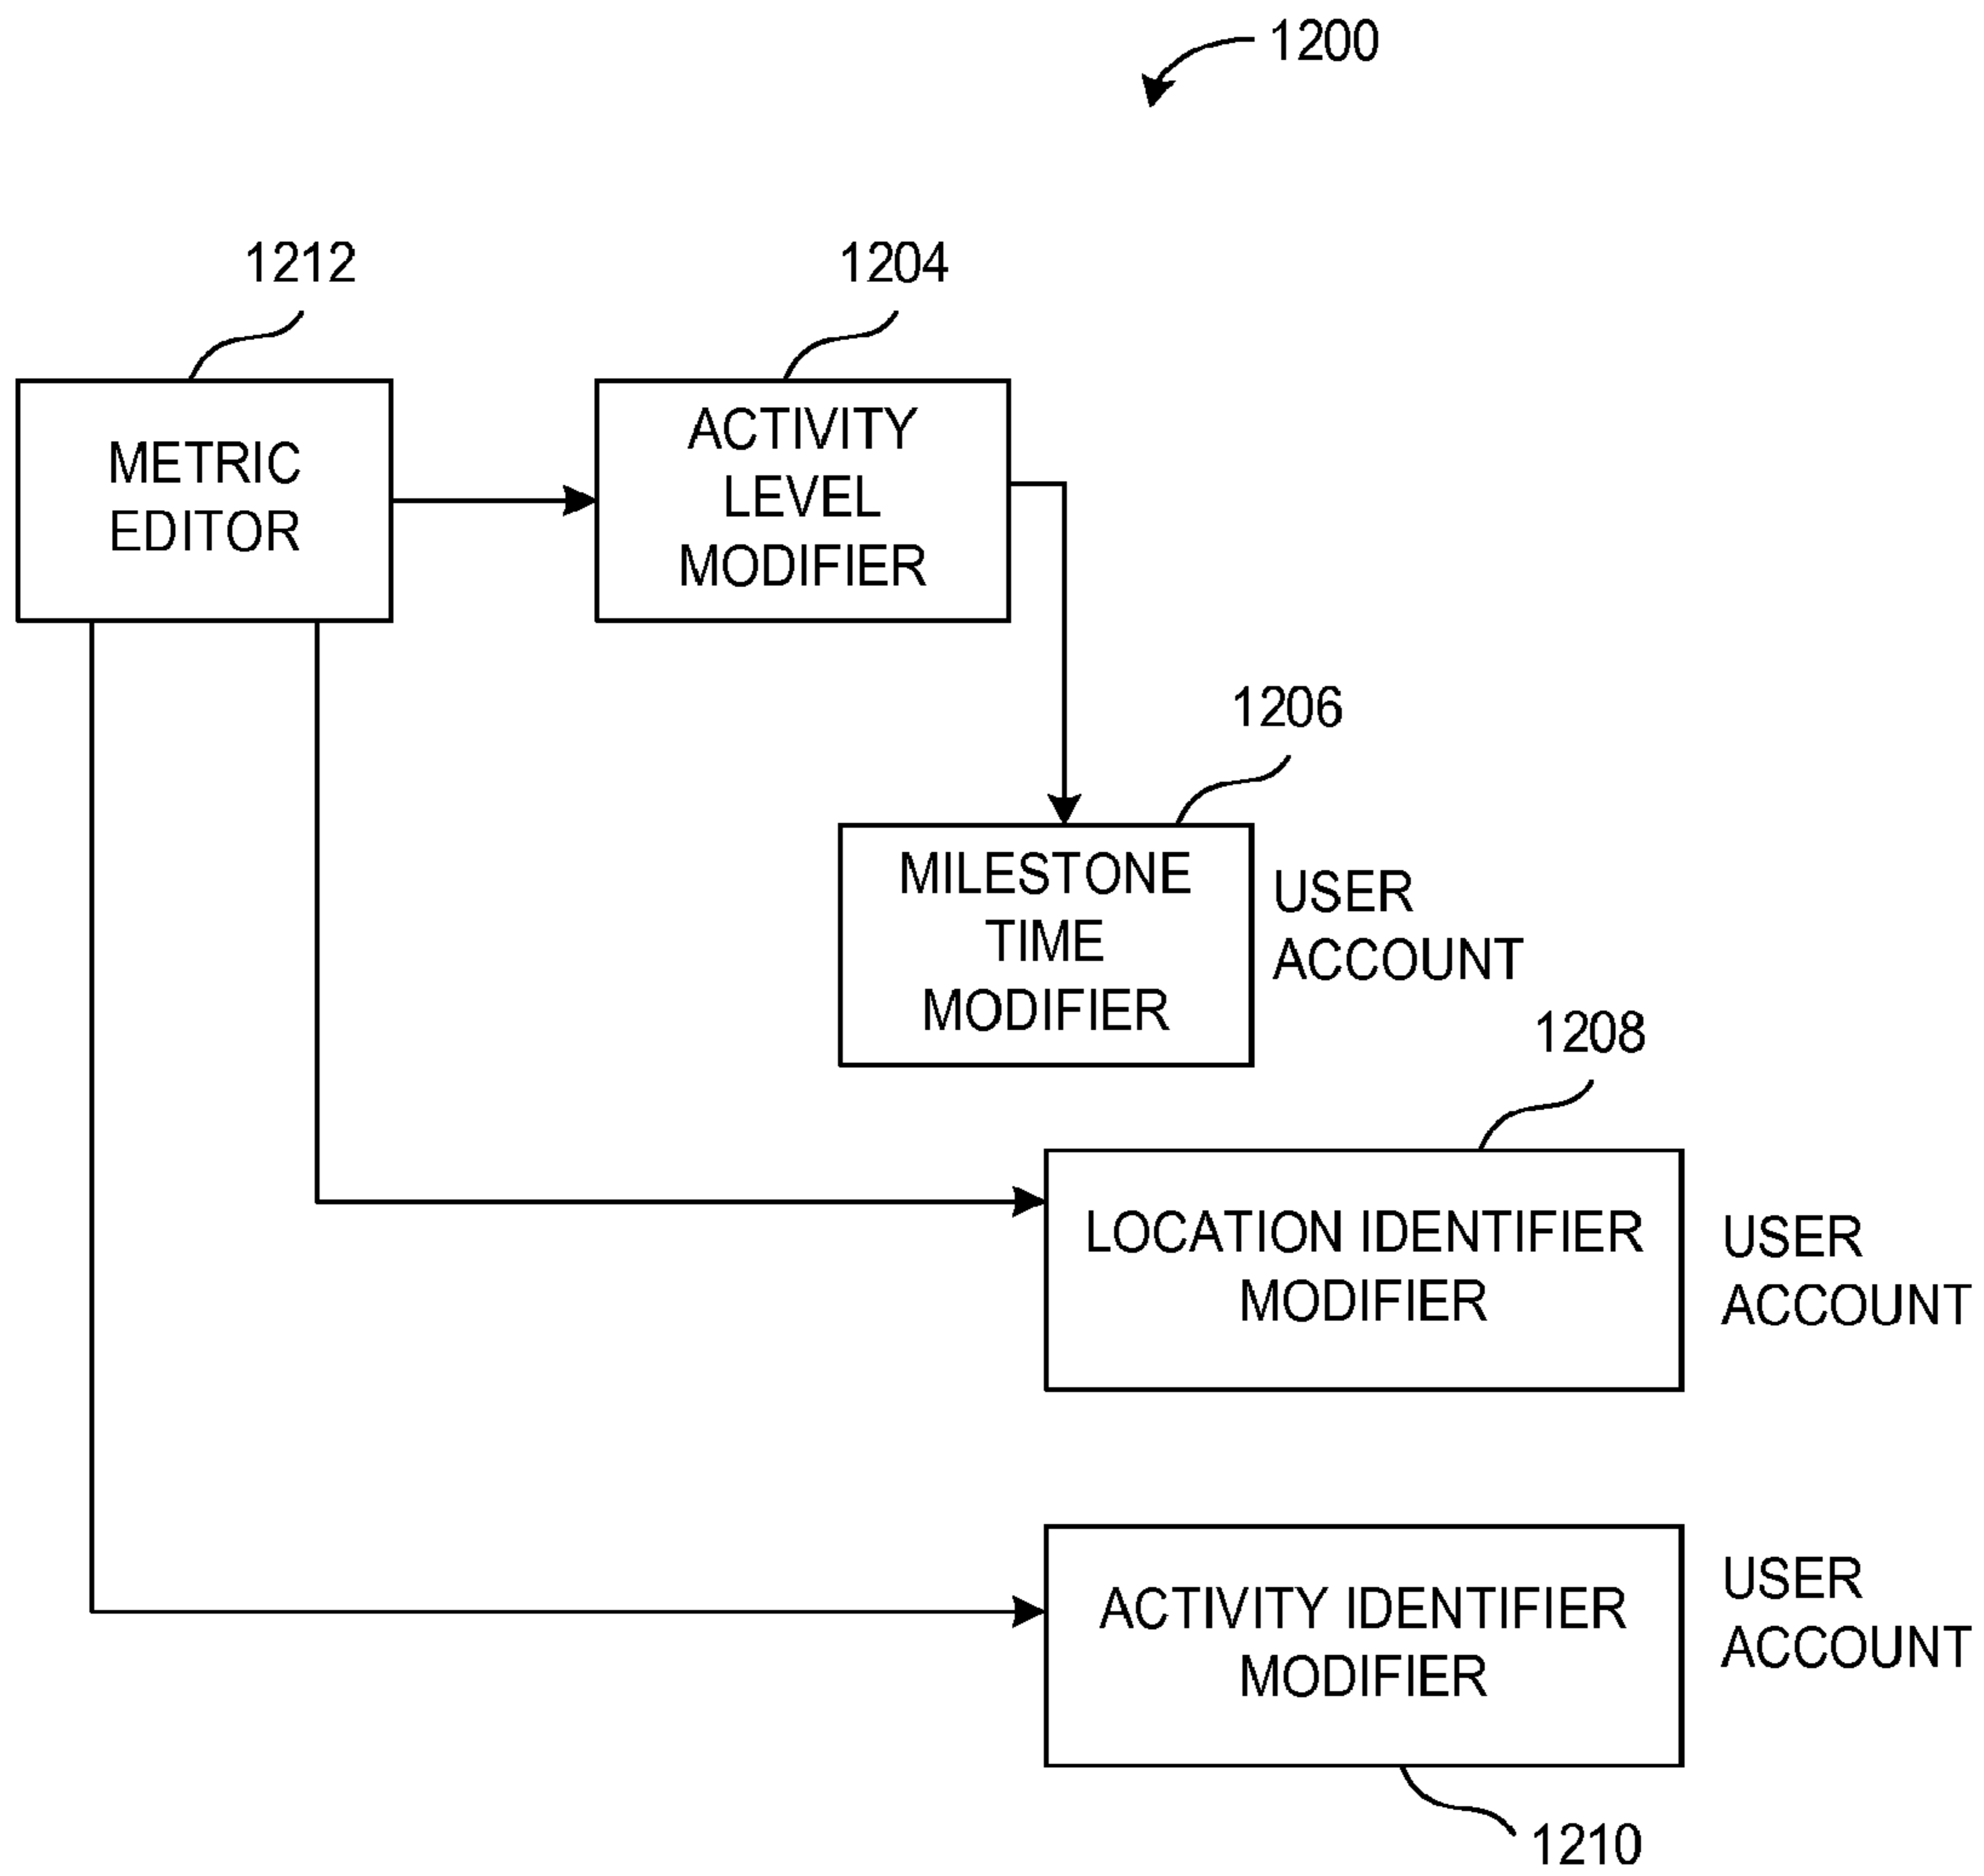 1200
1212
1204
METRIC
EDITOR
ACTIVITY
LEVEL
MODIFIER
1206
MILESTONE
TIME
MODIFIER
USER
ACCOUNT
1208
LOCATION IDENTIFIER
MODIFIER
USER
ACCOUNT
ACTIVITY IDENTIFIER
MODIFIER
USER
ACCOUNT
1210